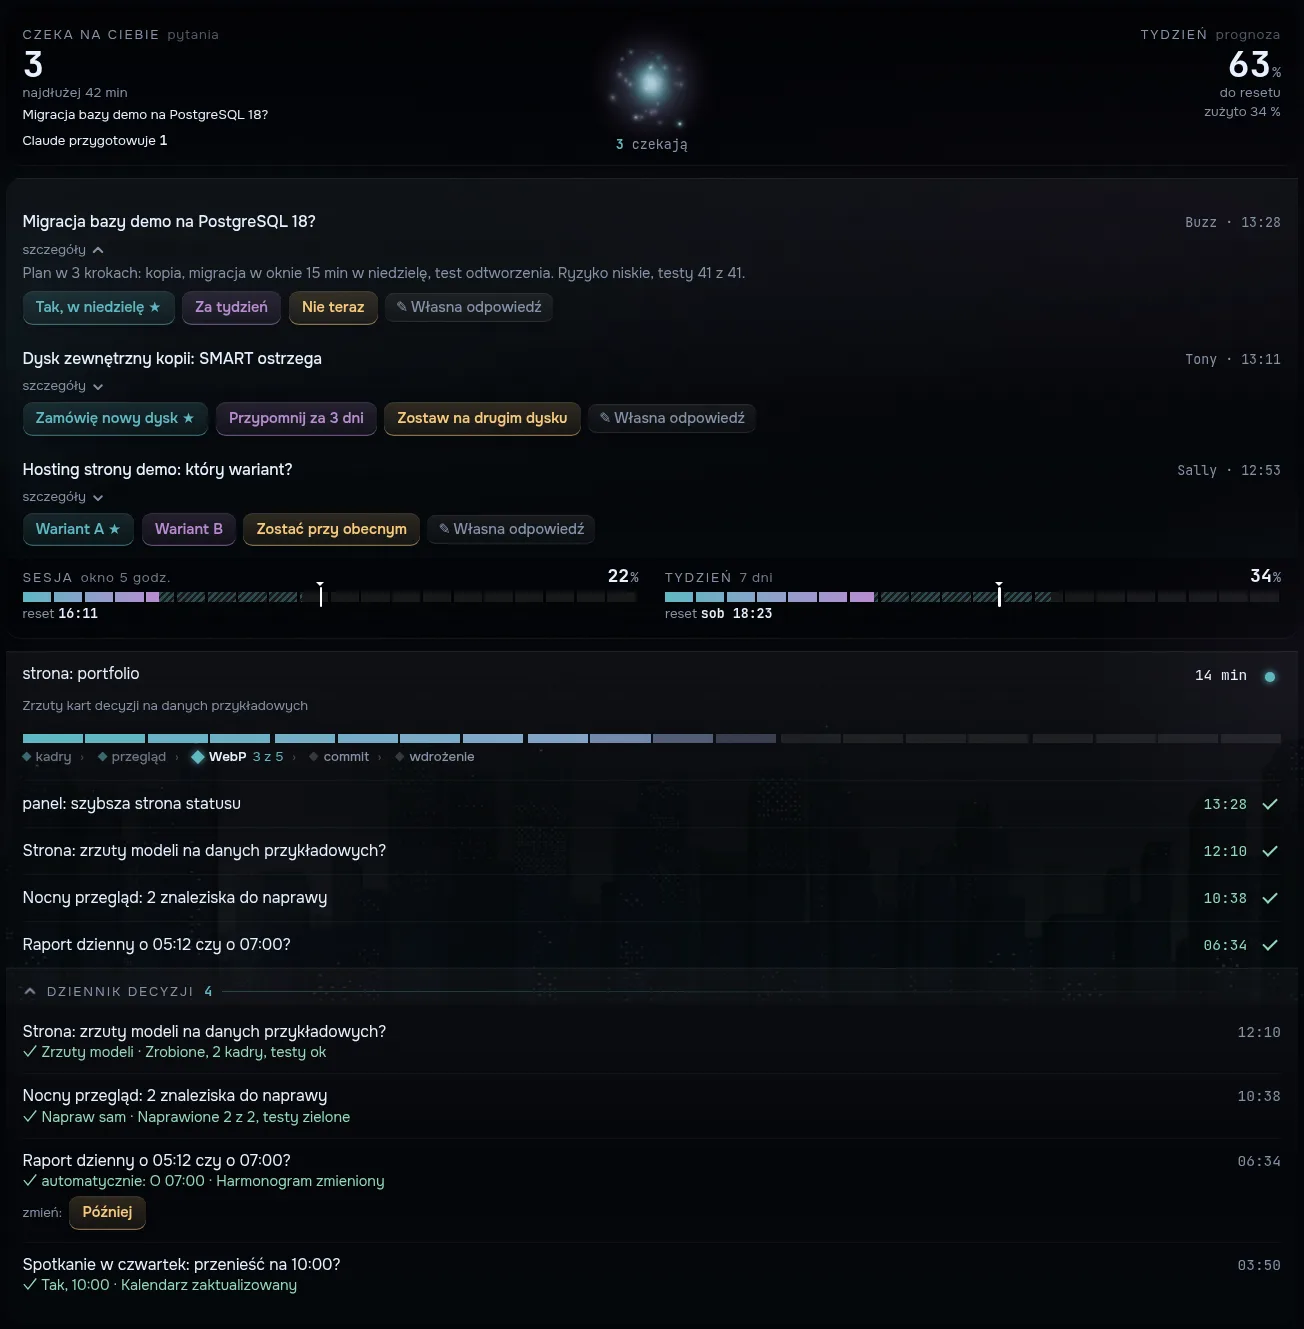 CZEKA NA CIEBIE pytania
3
najdłużej 42 min
Migracja bazy demo na PostgreSQL 18?
Claude przygotowuje 1
3 czekają
TYDZIEŃ prognoza
63%
do resetu
zużyto 34 %
Migracja bazy demo na PostgreSQL 18?
Buzz · 13:28
szczegóły
Plan w 3 krokach: kopia, migracja w oknie 15 min w niedzielę, test odtworzenia. Ryzyko niskie, testy 41 z 41.
Tak, w niedzielę ★ Za tydzień Nie teraz ✎ Własna odpowiedź
Dysk zewnętrzny kopii: SMART ostrzega
Tony · 13:11
szczegóły
Zamówię nowy dysk ★ Przypomnij za 3 dni Zostaw na drugim dysku ✎ Własna odpowiedź
Hosting strony demo: który wariant?
Sally · 12:53
szczegóły
Wariant A ★ Wariant B Zostać przy obecnym ✎ Własna odpowiedź
SESJA okno 5 godz. 22%
reset 16:11
TYDZIEŃ 7 dni 34%
reset sob 18:23
strona: portfolio 14 min
Zrzuty kart decyzji na danych przykładowych
kadry › przegląd › WebP 3 z 5 › commit › wdrożenie
panel: szybsza strona statusu 13:28
Strona: zrzuty modeli na danych przykładowych? 12:10
Nocny przegląd: 2 znaleziska do naprawy 10:38
Raport dzienny o 05:12 czy o 07:00? 06:34
DZIENNIK DECYZJI 4
Strona: zrzuty modeli na danych przykładowych? 12:10
✓ Zrzuty modeli · Zrobione, 2 kadry, testy ok
Nocny przegląd: 2 znaleziska do naprawy 10:38
✓ Napraw sam · Naprawione 2 z 2, testy zielone
Raport dzienny o 05:12 czy o 07:00? 06:34
✓ automatycznie: O 07:00 · Harmonogram zmieniony
zmień: Później
Spotkanie w czwartek: przenieść na 10:00? 03:50
✓ Tak, 10:00 · Kalendarz zaktualizowany